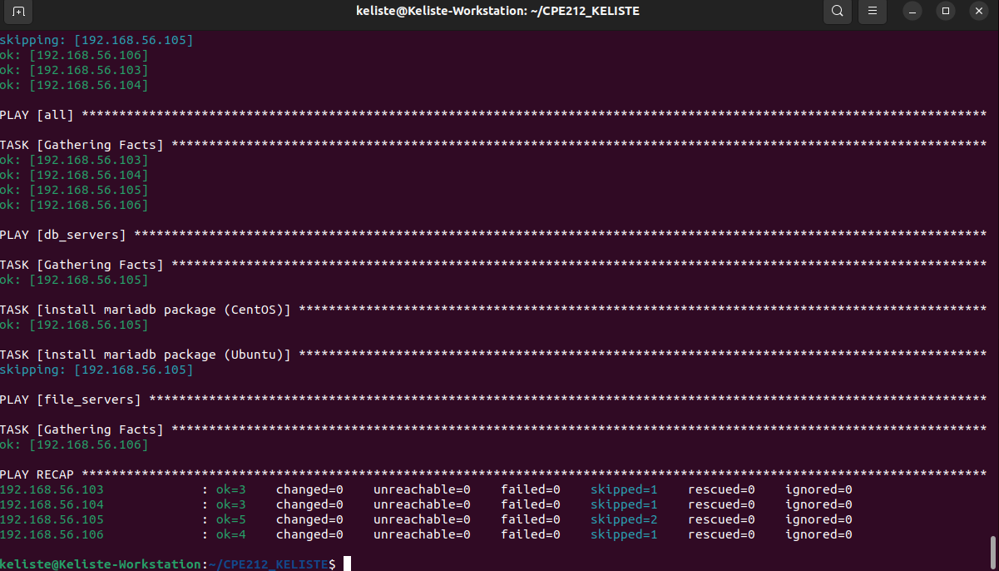 keliste@Keliste-Workstation: ~/CPE212_KELISTE
skipping: [192.168.56.105]
ok: [192.168.56.106]
ok: [192.168.56.103]
ok: [192.168.56.104]
PLAY [all] *************************************************************************************************************************
TASK [Gathering Facts] *************************************************************************************************************
ok: [192.168.56.103]
ok: [192.168.56.104]
ok: [192.168.56.105]
ok: [192.168.56.106]
PLAY [db_servers] ******************************************************************************************************************
TASK [Gathering Facts] *************************************************************************************************************
ok: [192.168.56.105]
TASK [install mariadb package (CentOS)] ********************************************************************************************
ok: [192.168.56.105]
TASK [install mariadb package (Ubuntu)] ********************************************************************************************
skipping: [192.168.56.105]
PLAY [file_servers] ****************************************************************************************************************
TASK [Gathering Facts] *************************************************************************************************************
ok: [192.168.56.106]
PLAY RECAP *************************************************************************************************************************
192.168.56.103             : ok=3    changed=0    unreachable=0    failed=0    skipped=1    rescued=0    ignored=0
192.168.56.104             : ok=3    changed=0    unreachable=0    failed=0    skipped=1    rescued=0    ignored=0
192.168.56.105             : ok=5    changed=0    unreachable=0    failed=0    skipped=2    rescued=0    ignored=0
192.168.56.106             : ok=4    changed=0    unreachable=0    failed=0    skipped=1    rescued=0    ignored=0
keliste@Keliste-Workstation:~/CPE212_KELISTE$